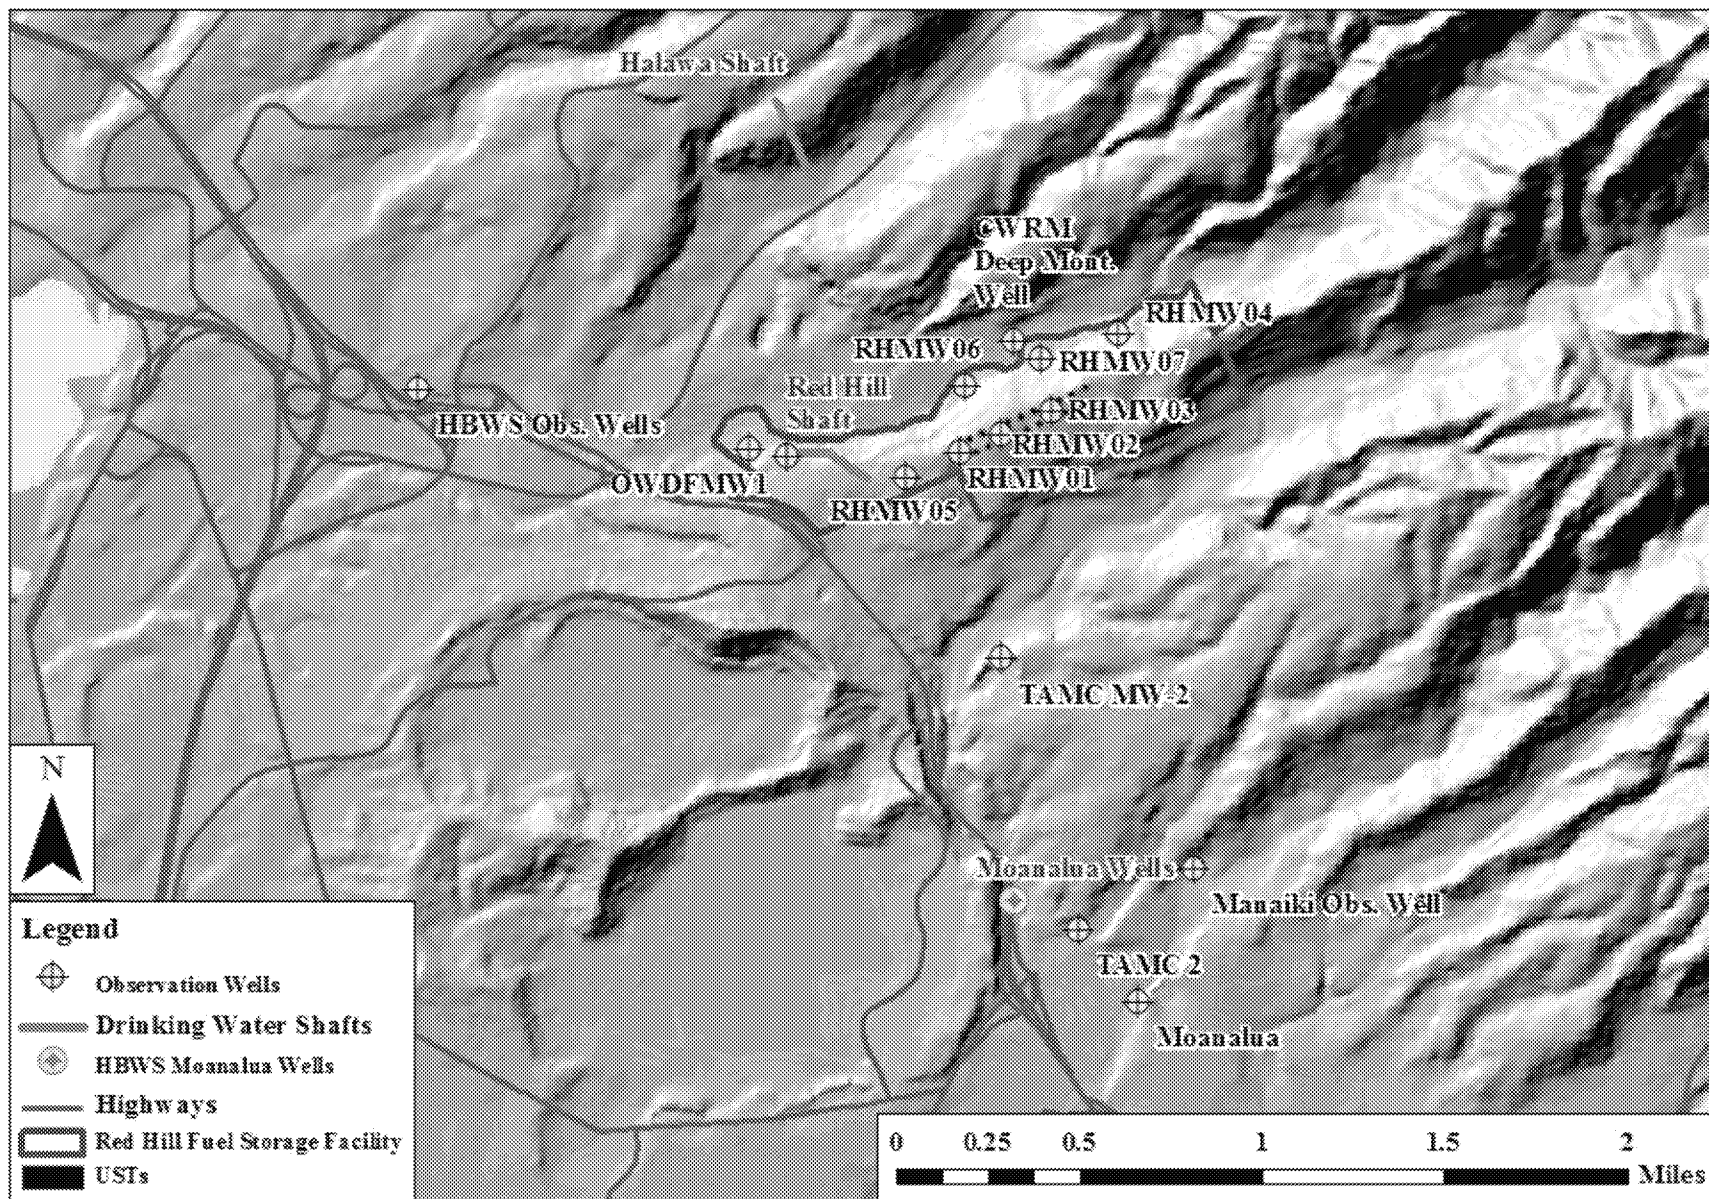 Halawa Shaft
CWRM
Deep Mont.
Well
RHMW04
RHMW06
RHMW07
Red Hill
Shaft
RHMW03
HBWS Obs. Wells
RHMW02
OWDFMW1
RHMW01
RHMW05
TAMC MW-2
N
Moanalua Wells
Manaiki Obs. Well
TAMC 2
Moanalua
Legend
Observation Wells
Drinking Water Shafts
HBWS Moanalua Wells
Highways
Red Hill Fuel Storage Facility
USTs
0 0.25 0.5 1 1.5 2
Miles